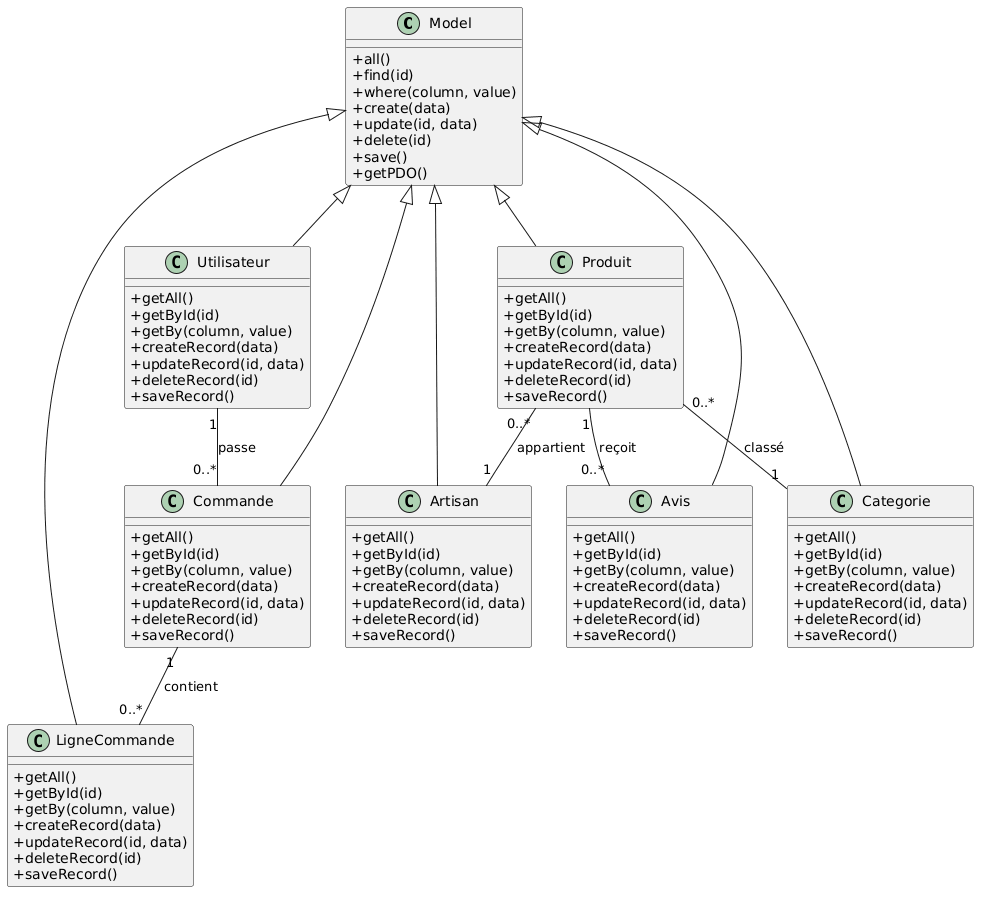 C Model
+all()
+find(id)
+where(column, value)
+create(data)
+update(id, data)
+delete(id)
+save()
+getPDO()
C Utilisateur
+getAll()
+getById(id)
+getBy(column, value)
+createRecord(data)
+updateRecord(id, data)
+deleteRecord(id)
+saveRecord()
C Produit
+getAll()
+getById(id)
+getBy(column, value)
+createRecord(data)
+updateRecord(id, data)
+deleteRecord(id)
+saveRecord()
1
passe
0..*
0..*
appartient
1
1
reçoit
0..*
0..*
classé
1
C Commande
+getAll()
+getById(id)
+getBy(column, value)
+createRecord(data)
+updateRecord(id, data)
+deleteRecord(id)
+saveRecord()
C Artisan
+getAll()
+getById(id)
+getBy(column, value)
+createRecord(data)
+updateRecord(id, data)
+deleteRecord(id)
+saveRecord()
C Avis
+getAll()
+getById(id)
+getBy(column, value)
+createRecord(data)
+updateRecord(id, data)
+deleteRecord(id)
+saveRecord()
C Categorie
+getAll()
+getById(id)
+getBy(column, value)
+createRecord(data)
+updateRecord(id, data)
+deleteRecord(id)
+saveRecord()
1
contient
0..*
C LigneCommande
+getAll()
+getById(id)
+getBy(column, value)
+createRecord(data)
+updateRecord(id, data)
+deleteRecord(id)
+saveRecord()